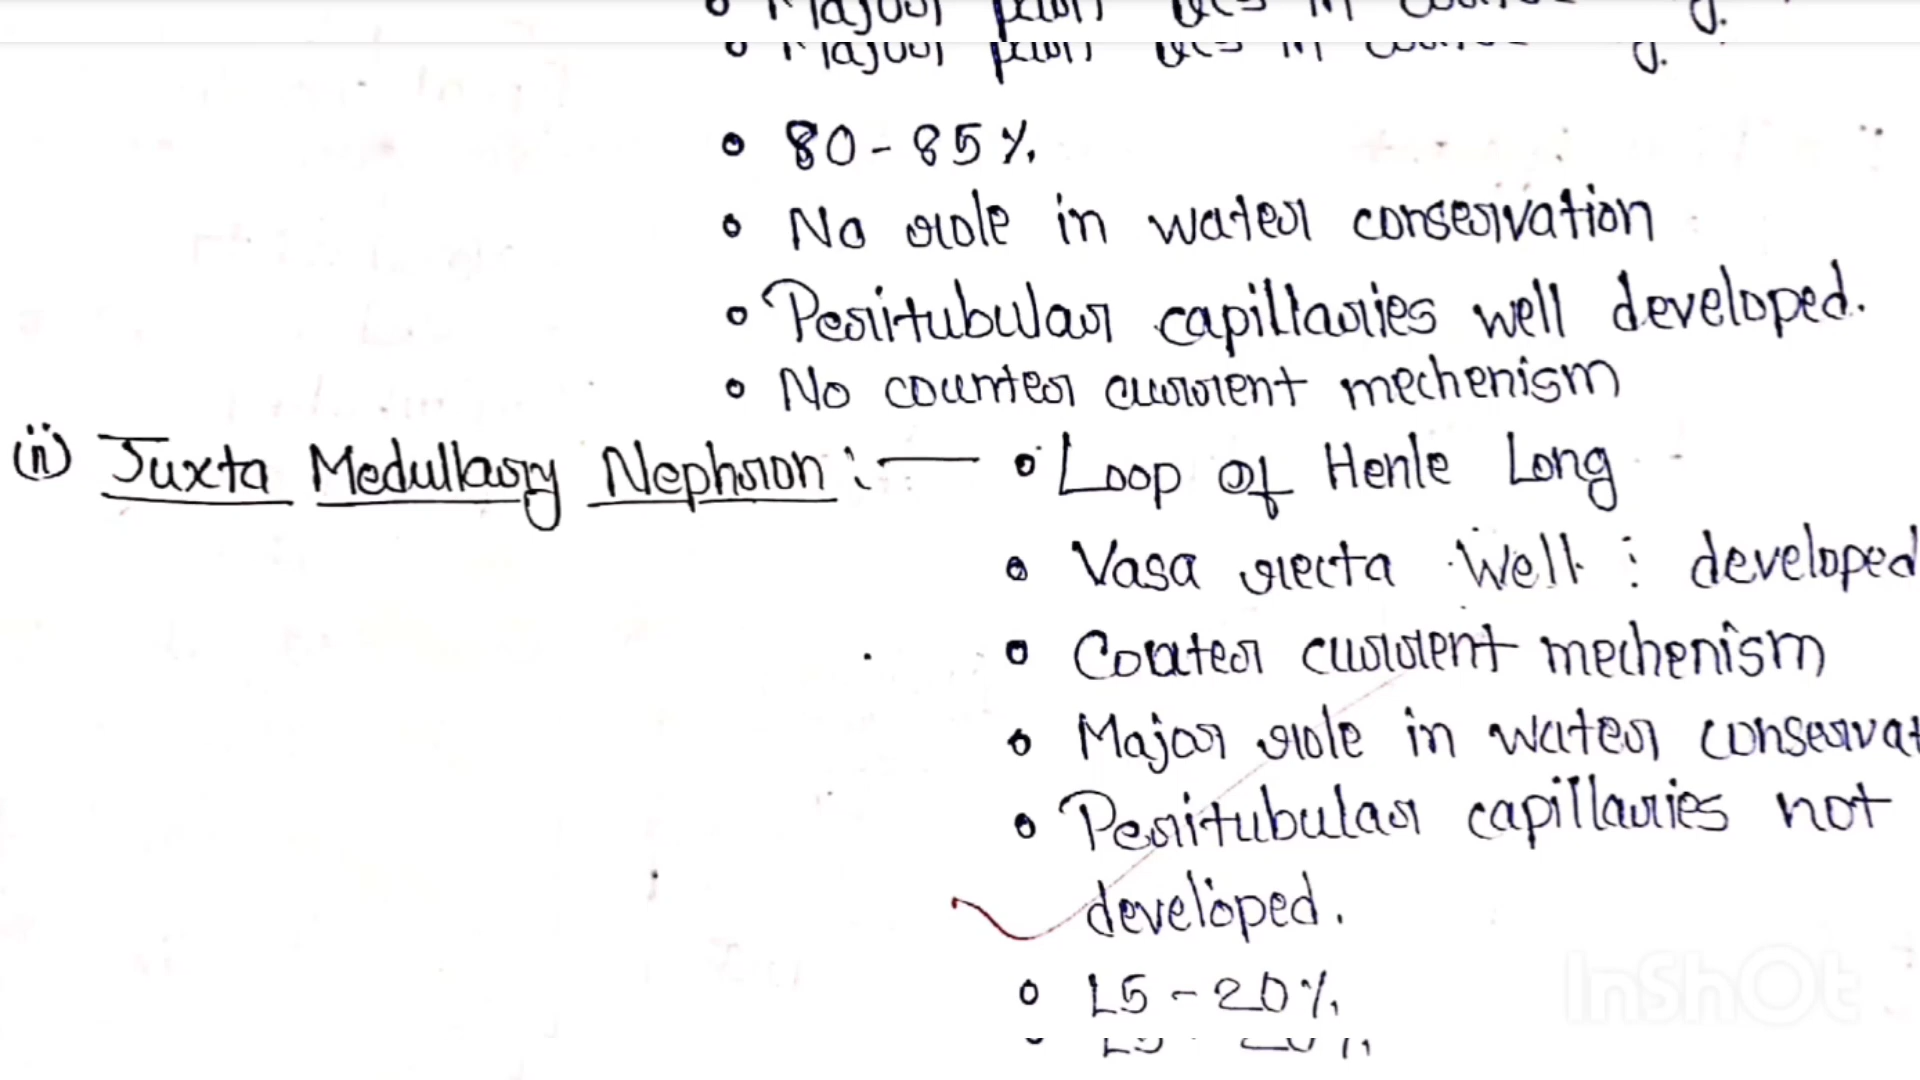 • 80-85%.
• No role in water conservation
• Peritubular capillaries well developed.
• No counter current mechenism
(ii) Juxta Medullary Nephron :— • Loop of Henle Long
• Vasa recta Well developed
• Couter current mechenism
• Major role in water conservat
• Peritubular capillaries not
developed.
• 15-20%.
InShOt